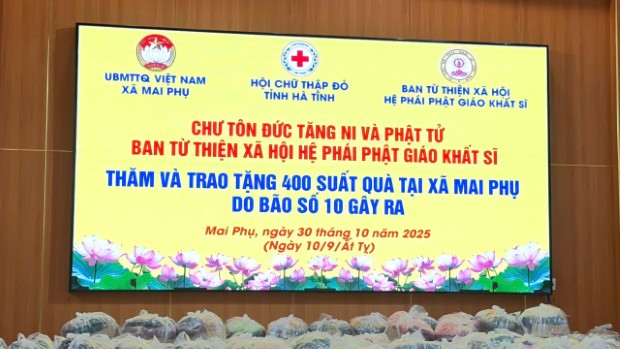 UBMTTQ VIỆT NAM
XÃ MAI PHỤ
HỘI CHỮ THẬP ĐỎ
TỈNH HÀ TĨNH
BAN TỪ THIỆN XÃ HỘI
HỆ PHÁI PHẬT GIÁO KHẤT SĨ
CHƯ TÔN ĐỨC TĂNG NI VÀ PHẬT TỬ
BAN TỪ THIỆN XÃ HỘI HỆ PHÁI PHẬT GIÁO KHẤT SĨ
THĂM VÀ TRAO TẶNG 400 SUẤT QUÀ TẠI XÃ MAI PHỤ
DO BÃO SỐ 10 GÂY RA
Mai Phụ, ngày 30 tháng 10 năm 2025
(Ngày 10/9/Ất Tỵ)